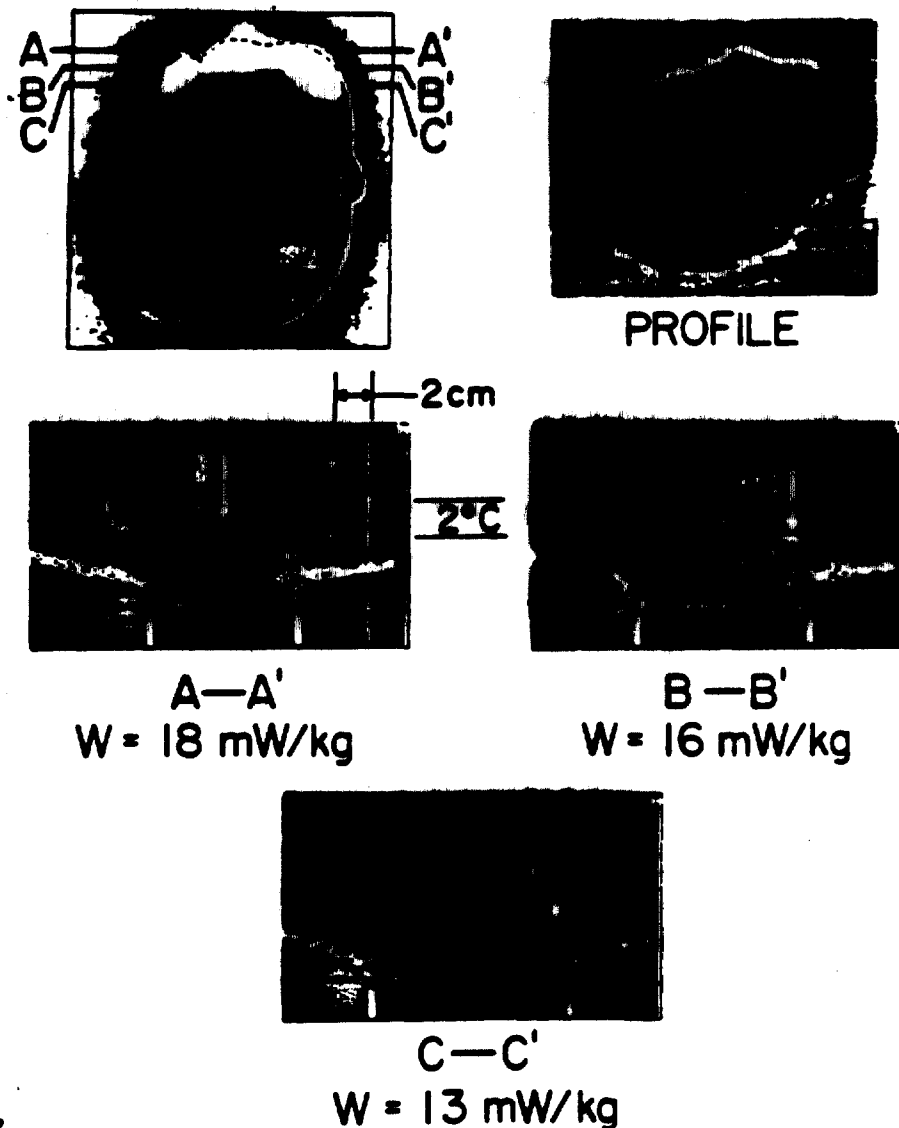 A A'
B B'
C C'
PROFILE
2cm
2°C
A—A'
W = 18 mW/kg
B—B'
W = 16 mW/kg
C—C'
W = 13 mW/kg